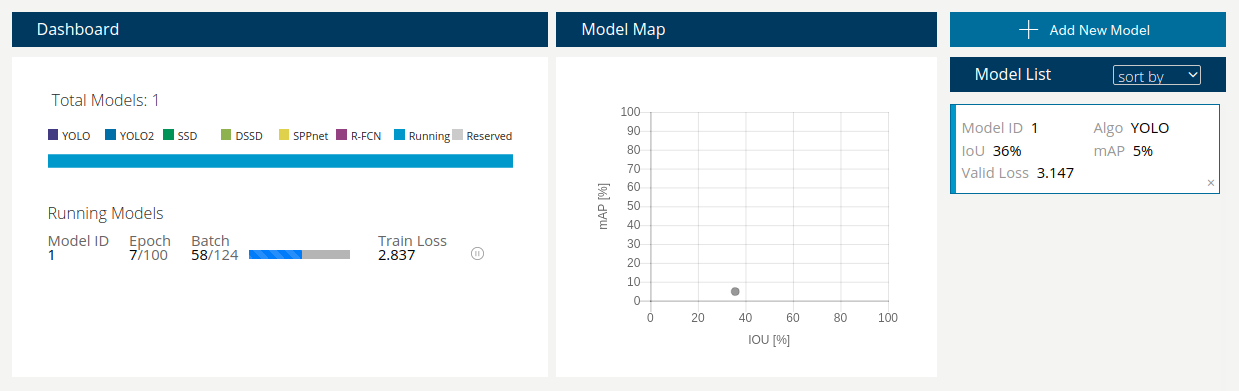 Dashboard
Total Models: 1
YOLO YOLO2 SSD DSSD SPPnet R-FCN Running Reserved
Running Models
Model ID Epoch Batch Train Loss
1 7/100 58/124 2.837
Model Map
100
90
80
70
60
50
40
30
20
10
0
mAP [%]
0 20 40 60 80 100
IOU [%]
Add New Model
Model List sort by
Model ID 1 Algo YOLO
IoU 36% mAP 5%
Valid Loss 3.147
×